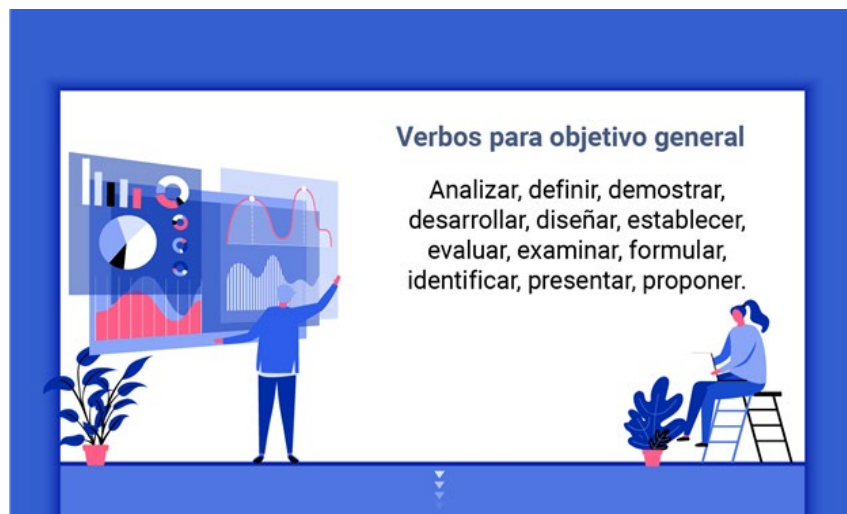 Verbos para objetivo general
Analizar, definir, demostrar,
desarrollar, diseñar, establecer,
evaluar, examinar, formular,
identificar, presentar, proponer.